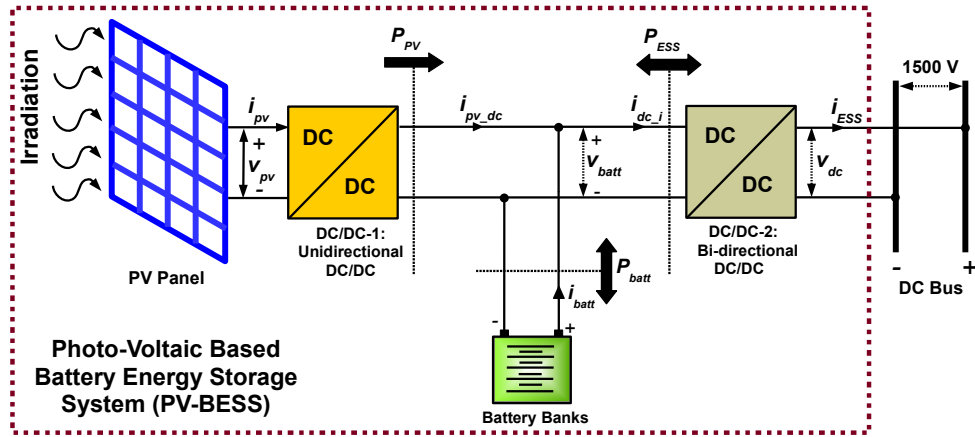 Irradiation
PV Panel
i_pv
+
v_pv
-
DC
DC
DC/DC-1:
Unidirectional
DC/DC
P_PV
i_pv_dc
P_ESS
i_dc_i
+
v_batt
-
P_batt
i_batt
-
+
Battery Banks
DC
DC
DC/DC-2:
Bi-directional
DC/DC
i_ESS
v_dc
1500 V
-
+
DC Bus
Photo-Voltaic Based
Battery Energy Storage
System (PV-BESS)